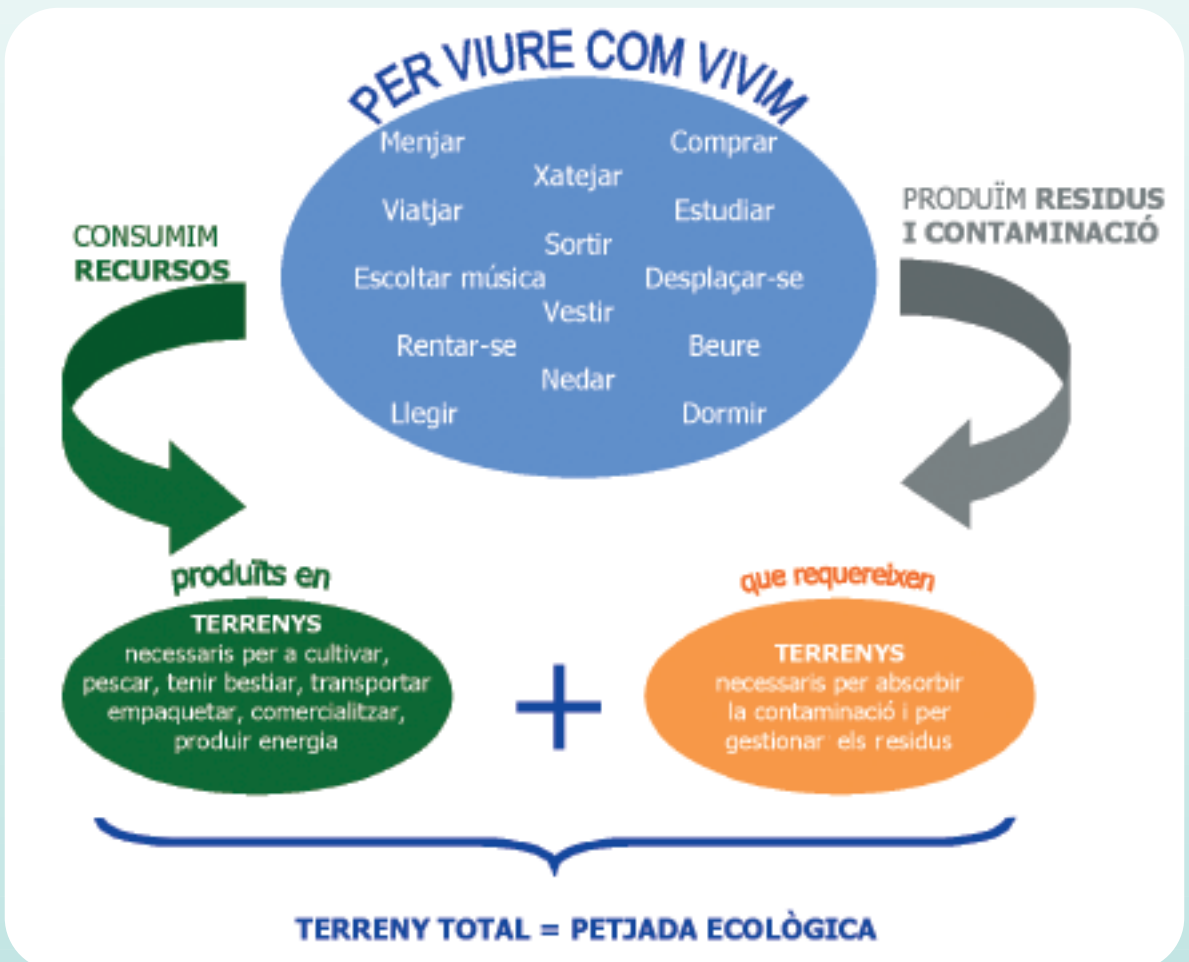 PER VIURE COM VIVIM
Menjar
Comprar
Xatejar
Viatjar
Estudiar
Sortir
Escoltar música
Desplaçar-se
Vestir
Rentar-se
Beure
Nedar
Llegir
Dormir
CONSUMIM
RECURSOS
PRODUÏM RESIDUS
I CONTAMINACIÓ
produïts en
TERRENYS
necessaris per a cultivar,
pescar, tenir bestiar, transportar
empaquetar, comercialitzar,
produir energia
+
que requereixen
TERRENYS
necessaris per absorbir
la contaminació i per
gestionar els residus
TERRENY TOTAL = PETJADA ECOLÒGICA